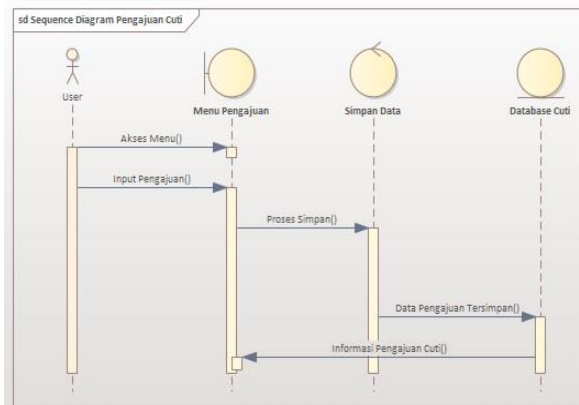 sd Sequence Diagram Pengajuan Cuti
User
Menu Pengajuan
Simpan Data
Database Cuti
Akses Menu()
Input Pengajuan()
Proses Simpan()
Data Pengajuan Tersimpan()
Informasi Pengajuan Cuti()